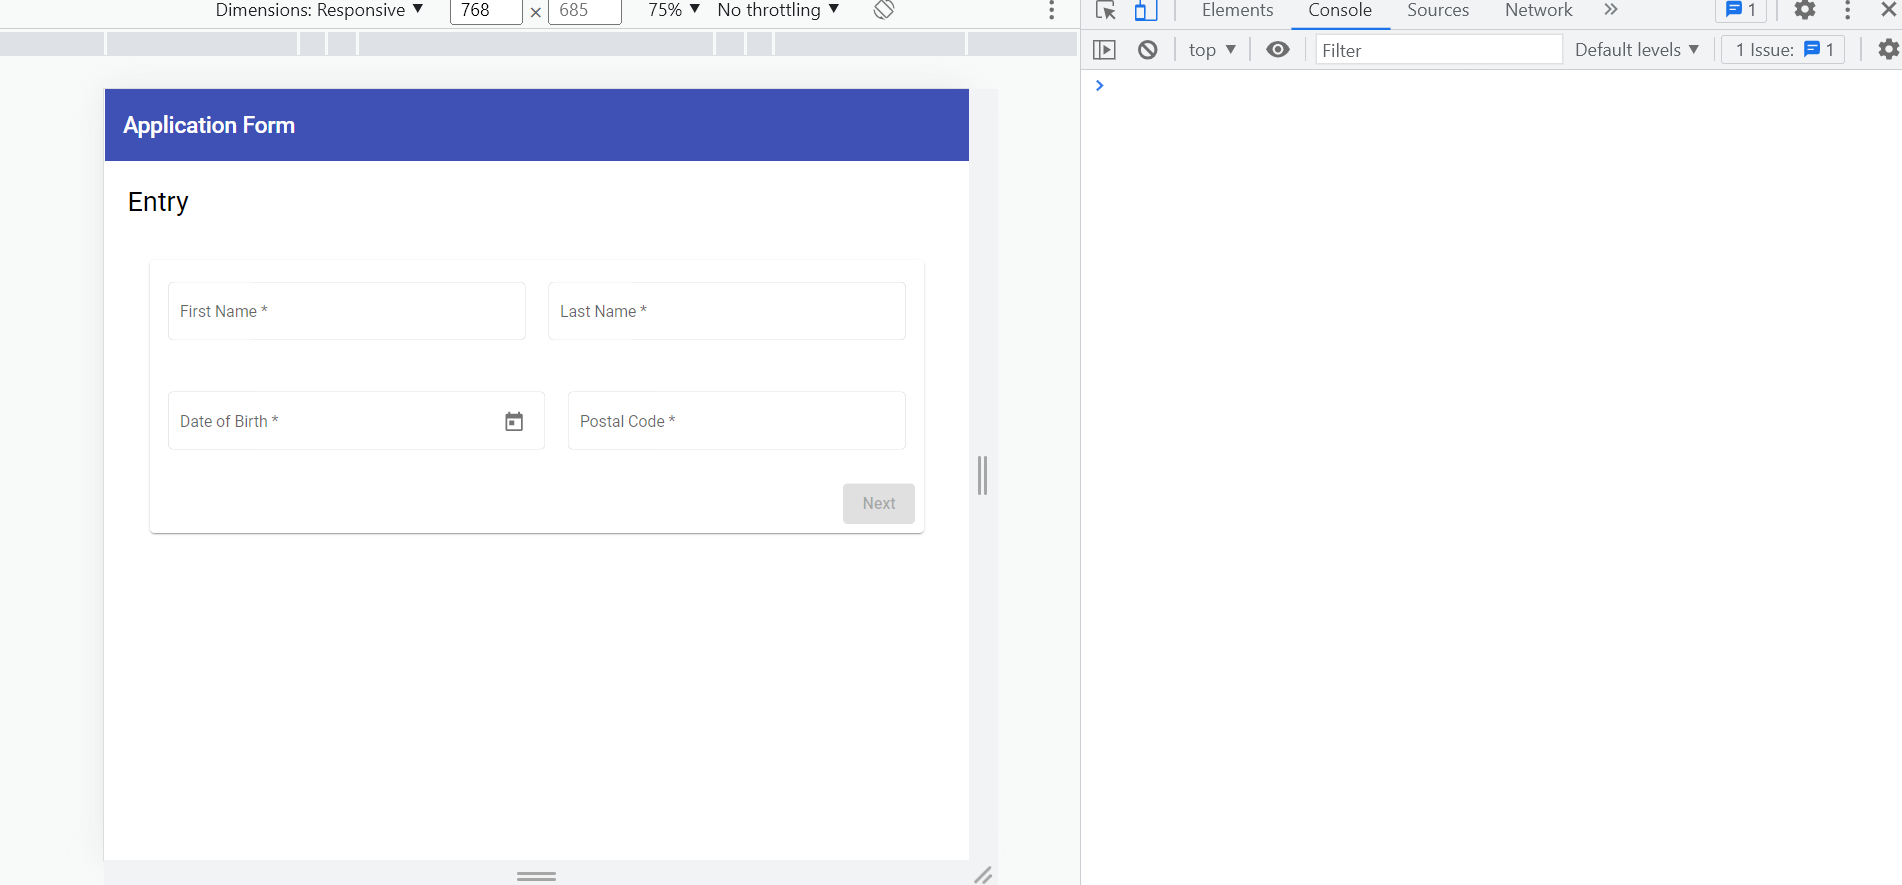 Dimensions: Responsive ▼ 768 × 685 75% ▼ No throttling ▼
Elements Console Sources Network » 1
top ▼ Filter Default levels ▼ 1 Issue: 1
Application Form
Entry
First Name * Last Name *
Date of Birth * Postal Code *
Next